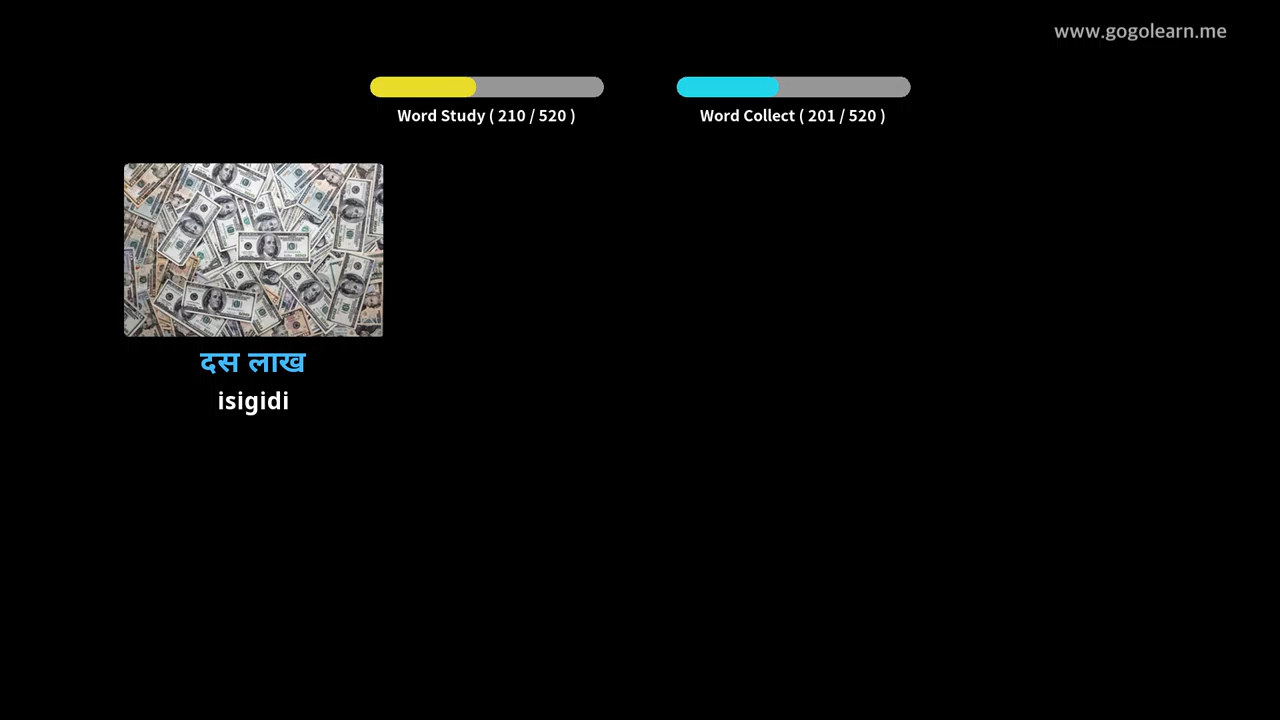 www.gogolearn.me
Word Study ( 210 / 520 )
Word Collect ( 201 / 520 )
दस लाख
isigidi